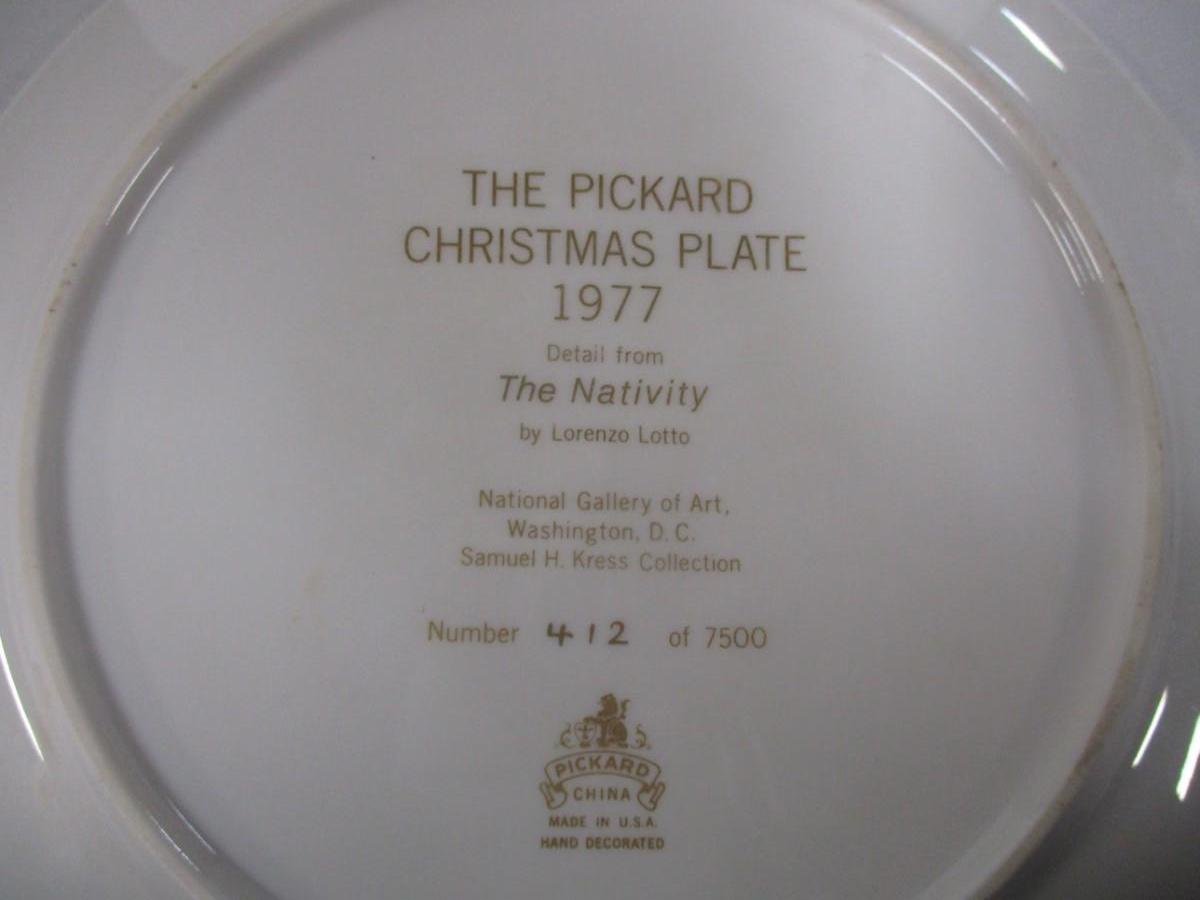 THE PICKARD
CHRISTMAS PLATE
1977
Detail from
The Nativity
by Lorenzo Lotto
National Gallery of Art,
Washington, D. C.
Samuel H. Kress Collection
Number 412 of 7500
PICKARD
CHINA
MADE IN U.S.A.
HAND DECORATED